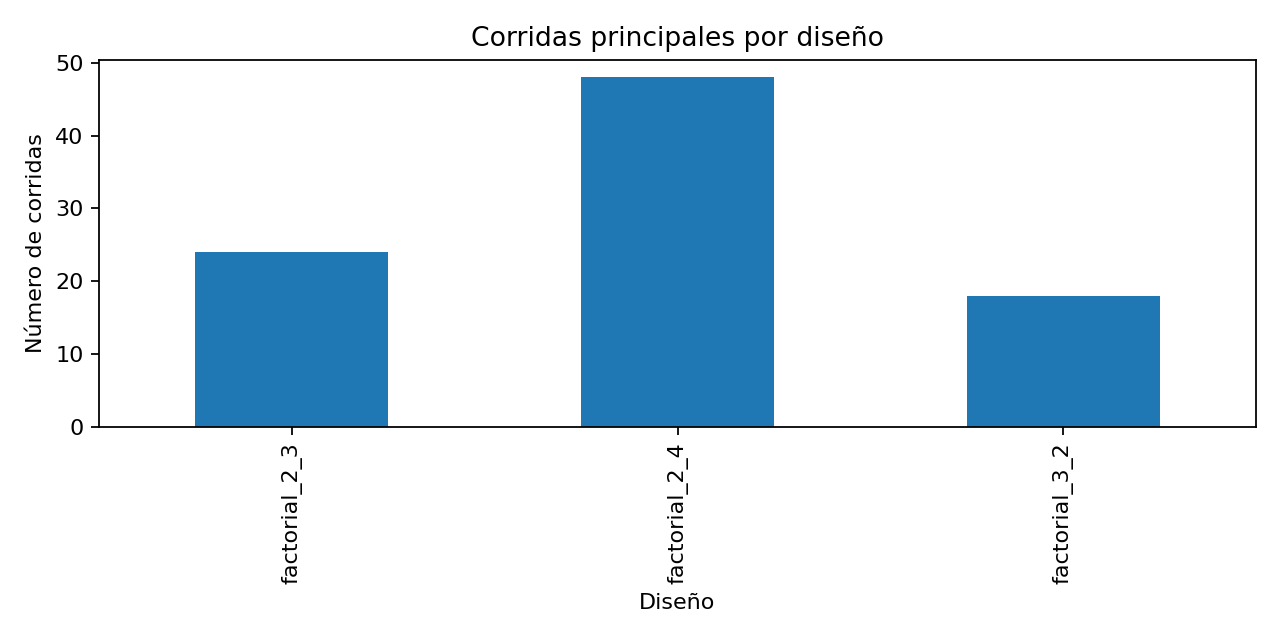 Corridas principales por diseño
Número de corridas
50
40
30
20
10
0
factorial_2_3
factorial_2_4
factorial_3_2
Diseño